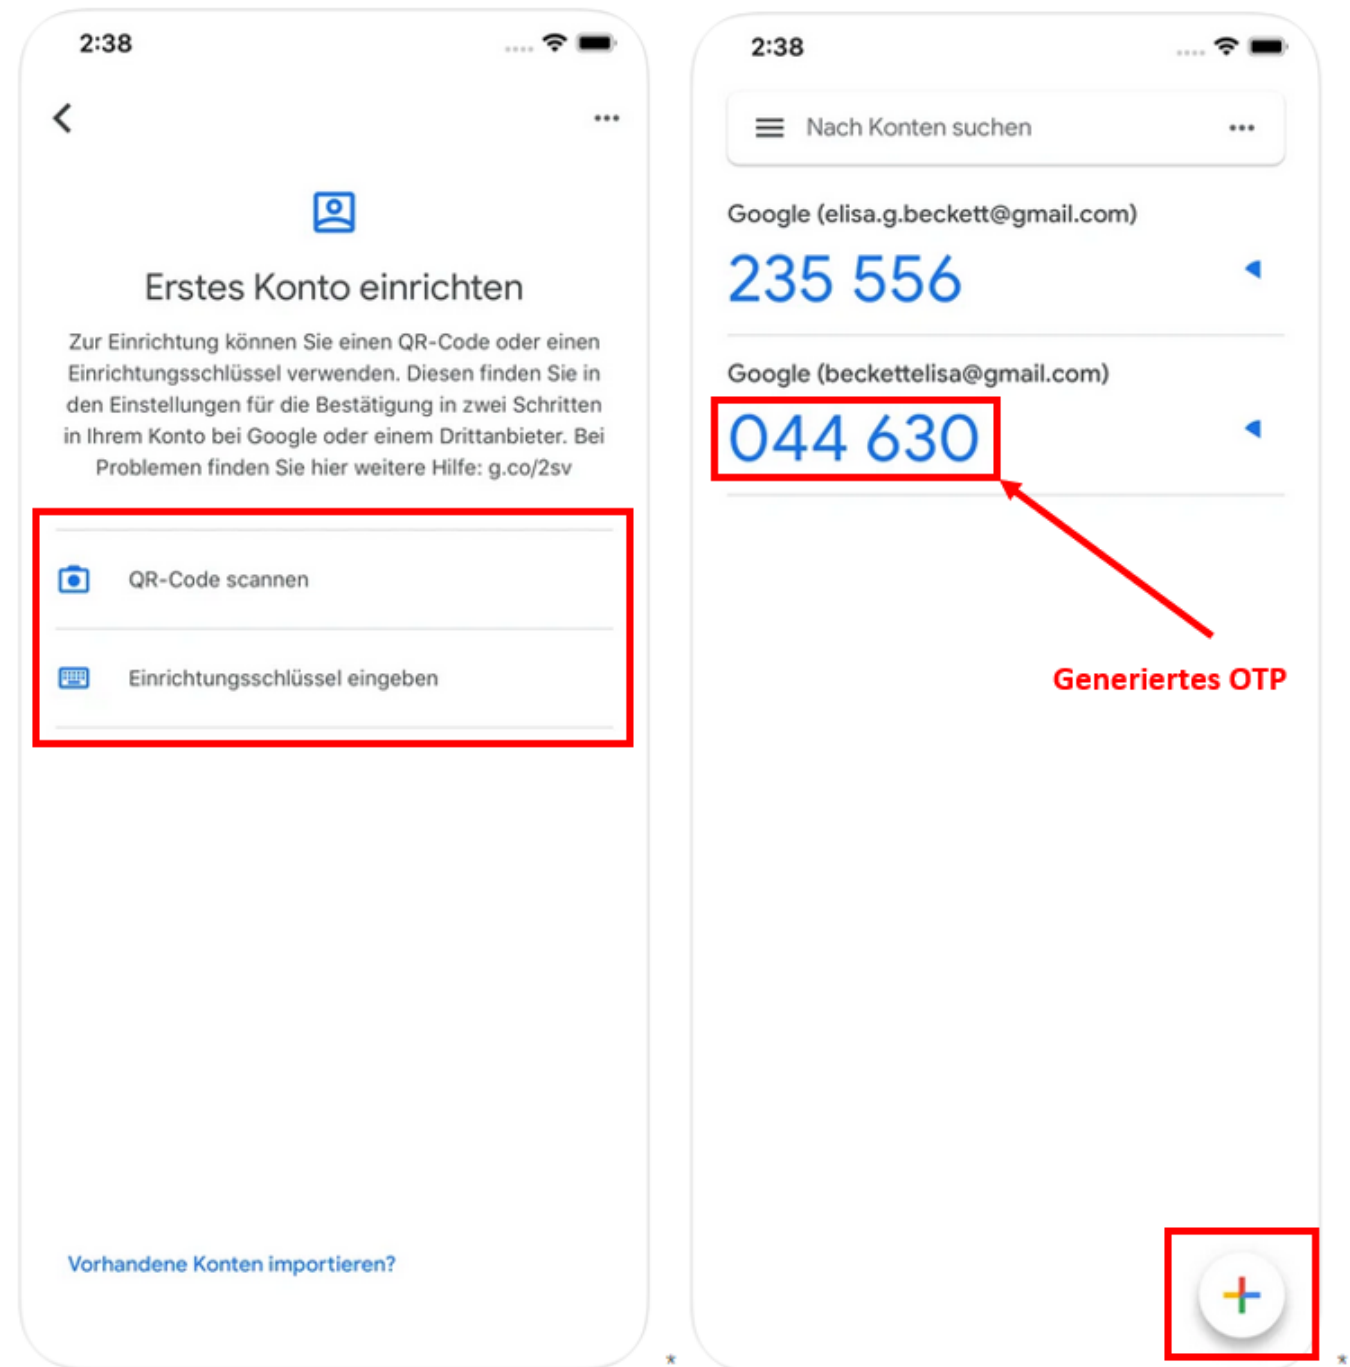 2:38
Erstes Konto einrichten
Zur Einrichtung können Sie einen QR-Code oder einen
Einrichtungsschlüssel verwenden. Diesen finden Sie in
den Einstellungen für die Bestätigung in zwei Schritten
in Ihrem Konto bei Google oder einem Drittanbieter. Bei
Problemen finden Sie hier weitere Hilfe: g.co/2sv
QR-Code scannen
Einrichtungsschlüssel eingeben
Vorhandene Konten importieren?
*
2:38
Nach Konten suchen
Google (elisa.g.beckett@gmail.com)
235 556
Google (beckettelisa@gmail.com)
044 630
Generiertes OTP
*